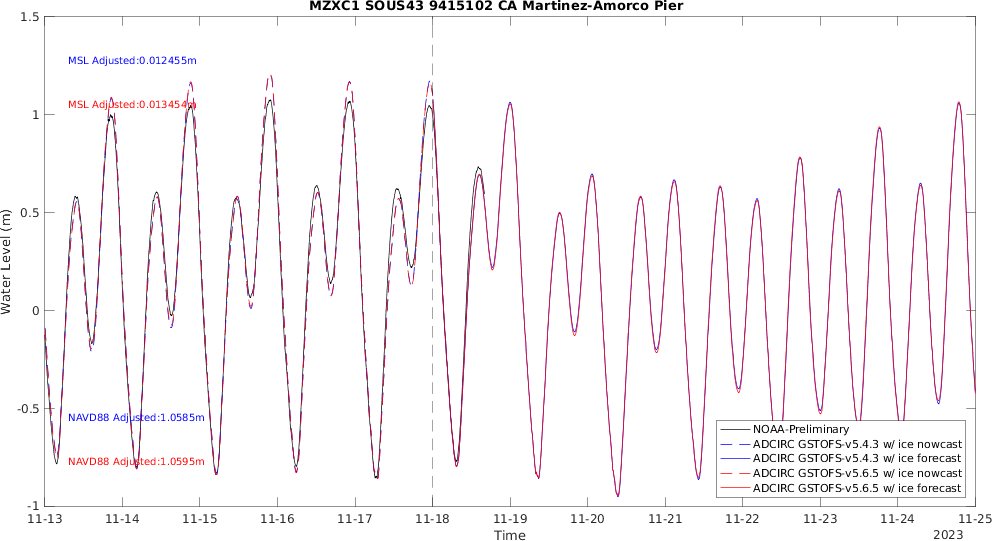 MZXC1 SOUS43 9415102 CA Martinez-Amorco Pier
1.5
MSL Adjusted:0.012455m
MSL Adjusted:0.013454m
1
0.5
Water Level (m)
0
-0.5
NAVD88 Adjusted:1.0585m
NAVD88 Adjusted:1.0595m
NOAA-Preliminary
ADCIRC GSTOFS-v5.4.3 w/ ice nowcast
ADCIRC GSTOFS-v5.4.3 w/ ice forecast
ADCIRC GSTOFS-v5.6.5 w/ ice nowcast
ADCIRC GSTOFS-v5.6.5 w/ ice forecast
-1
11-13 11-14 11-15 11-16 11-17 11-18 11-19 11-20 11-21 11-22 11-23 11-24 11-25
Time
2023